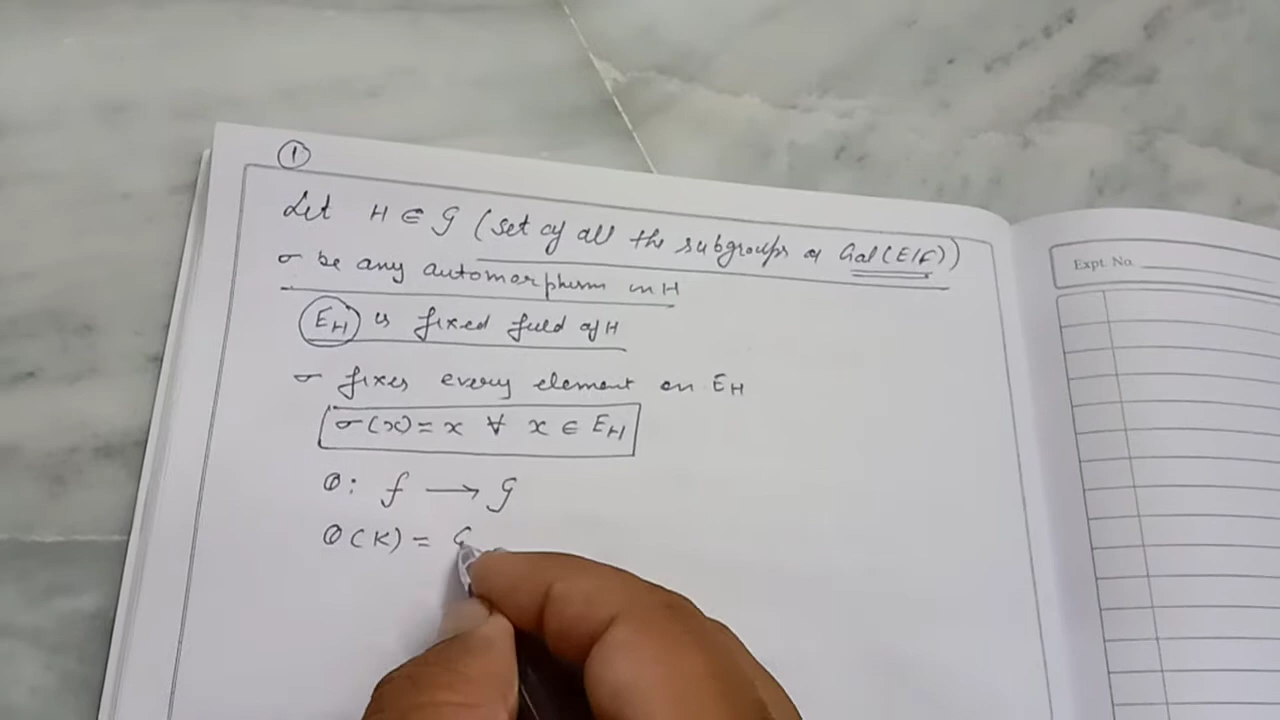 ①
Let H ∈ G (set of all the subgroups of Gal(E/F))
σ be any automorphism in H
E_H is fixed field of H
σ fixes every element on E_H
σ(x) = x ∀ x ∈ E_H
θ: f → G
θ(K) = G
Expt. No.